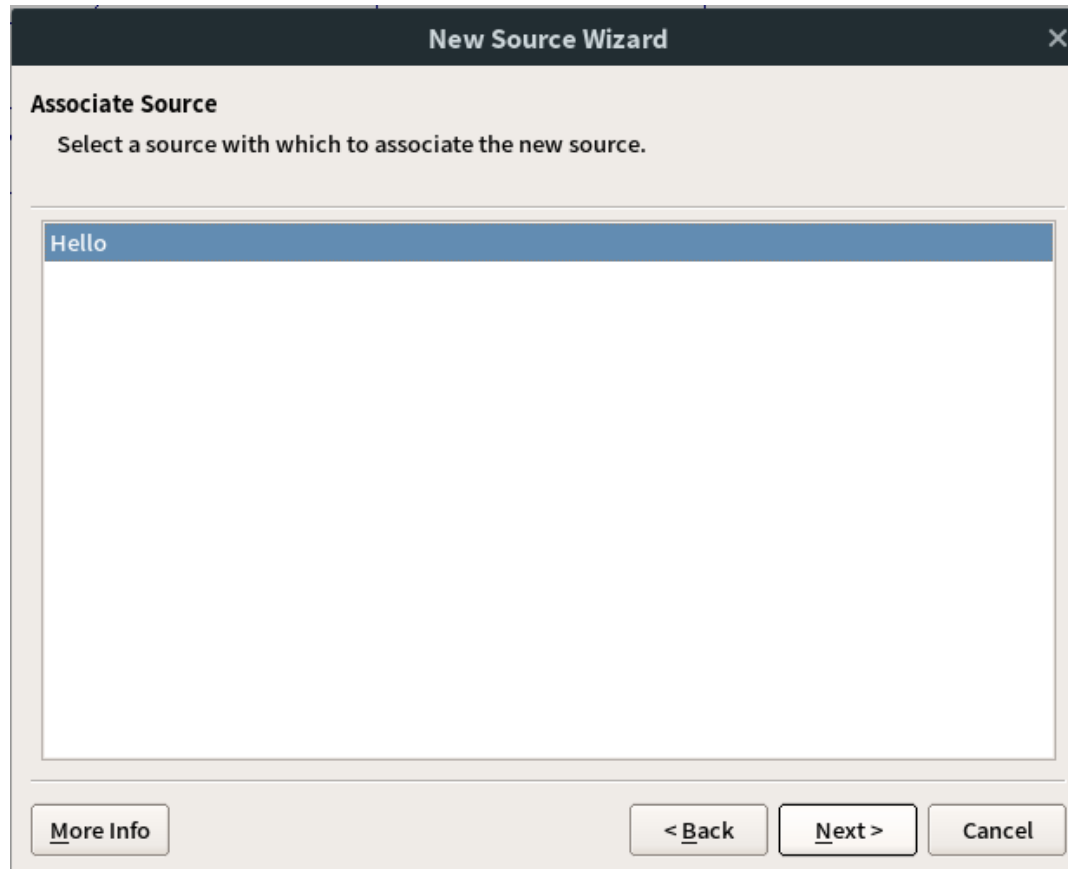 New Source Wizard
Associate Source
Select a source with which to associate the new source.
Hello
More Info
< Back
Next >
Cancel